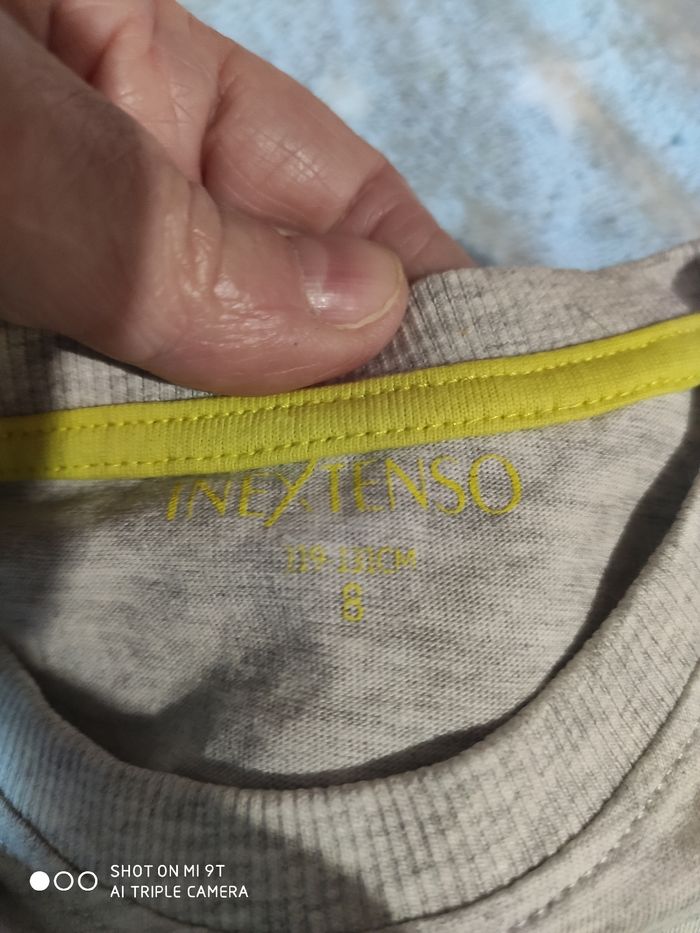 INEXTENSO
119-131CM
8
SHOT ON MI 9T
AI TRIPLE CAMERA